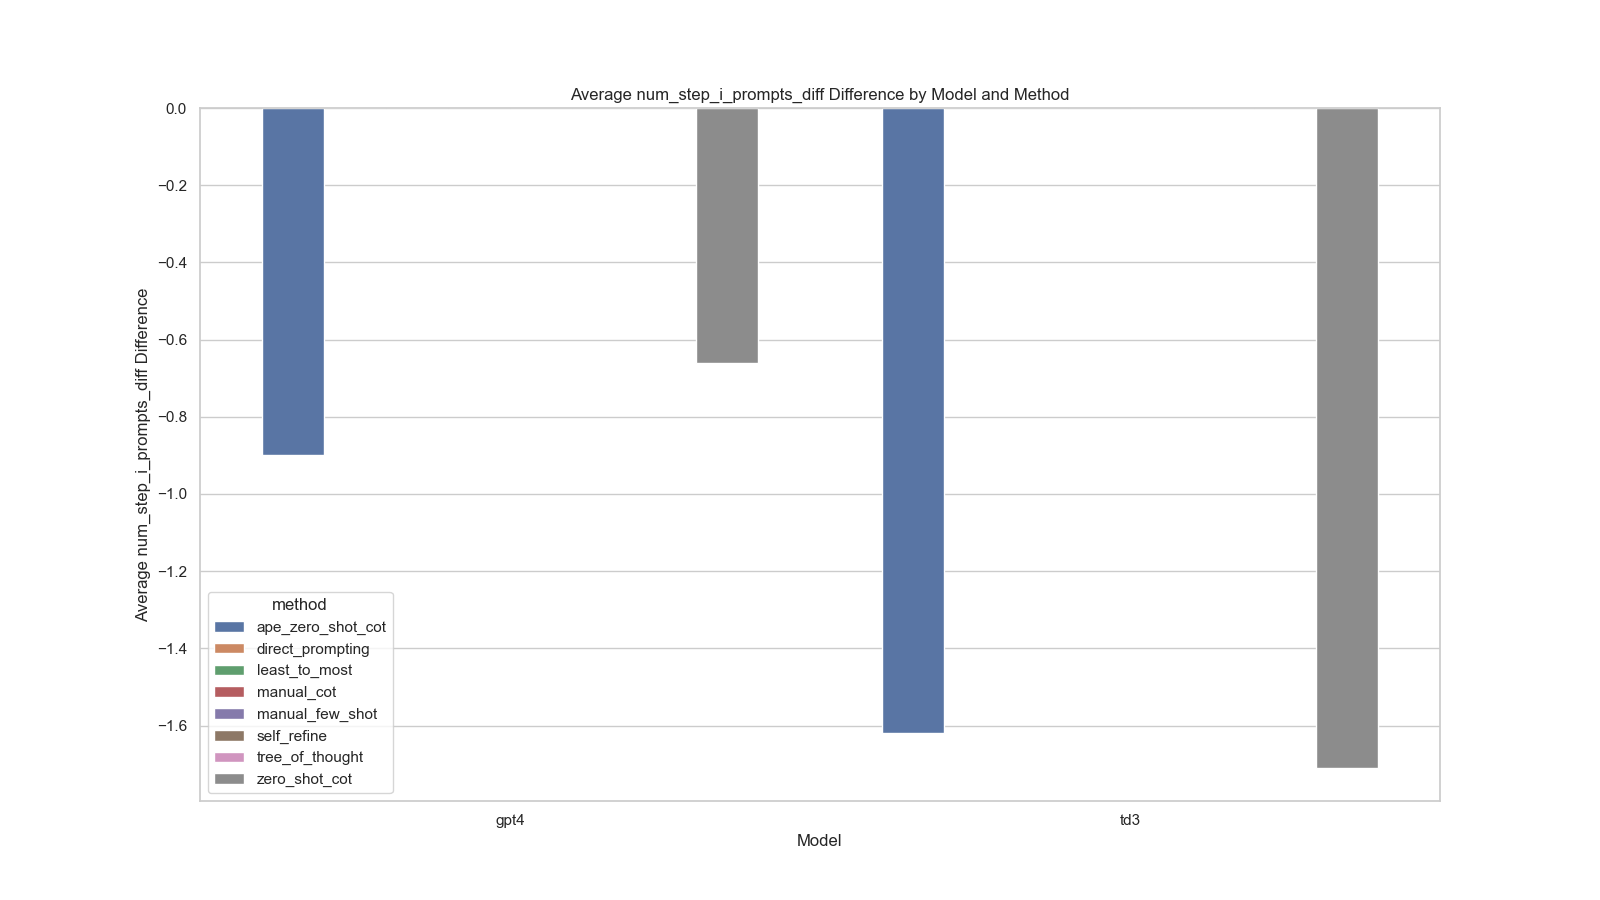 Average num_step_i_prompts_diff Difference by Model and Method
Average num_step_i_prompts_diff Difference
0.0
−0.2
−0.4
−0.6
−0.8
−1.0
−1.2
−1.4
−1.6
method
ape_zero_shot_cot
direct_prompting
least_to_most
manual_cot
manual_few_shot
self_refine
tree_of_thought
zero_shot_cot
gpt4
td3
Model